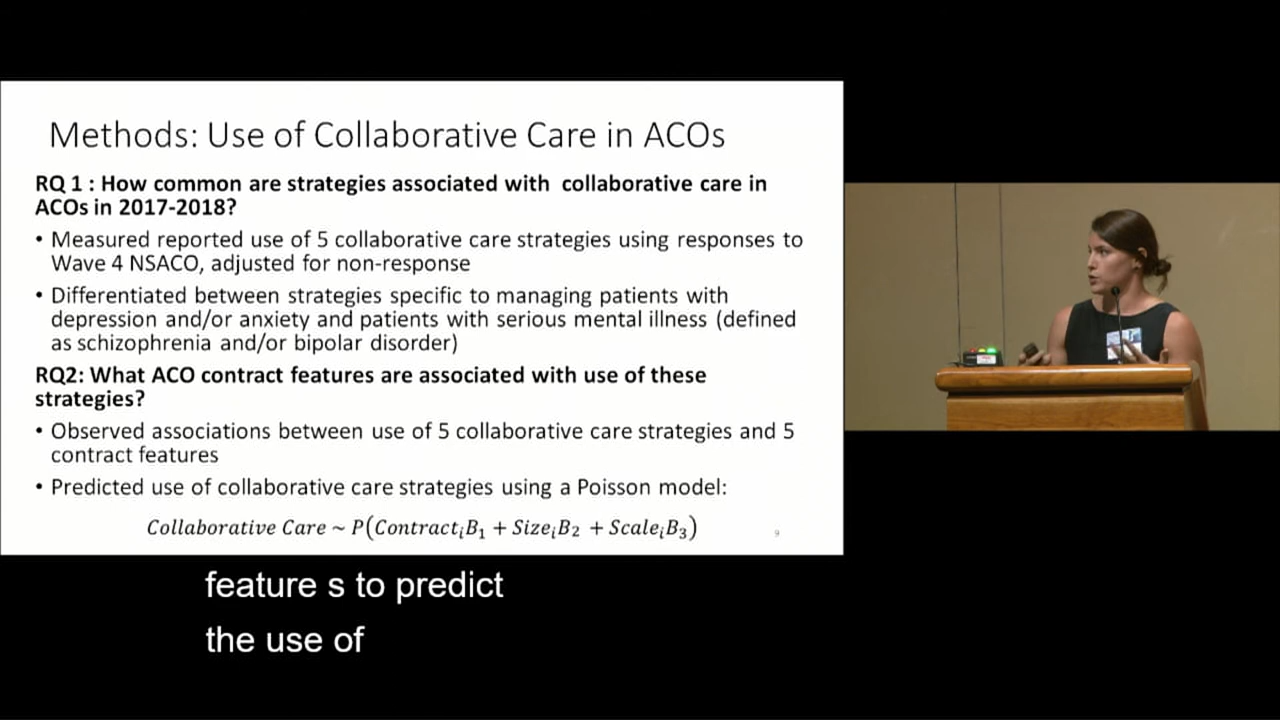 Methods: Use of Collaborative Care in ACOs
RQ 1 : How common are strategies associated with collaborative care in
ACOs in 2017-2018?
• Measured reported use of 5 collaborative care strategies using responses to
Wave 4 NSACO, adjusted for non-response
• Differentiated between strategies specific to managing patients with
depression and/or anxiety and patients with serious mental illness (defined
as schizophrenia and/or bipolar disorder)
RQ2: What ACO contract features are associated with use of these
strategies?
• Observed associations between use of 5 collaborative care strategies and 5
contract features
• Predicted use of collaborative care strategies using a Poisson model:
Collaborative Care ~ P(Contract_iB_1 + Size_iB_2 + Scale_iB_3)
9
feature s to predict
the use of